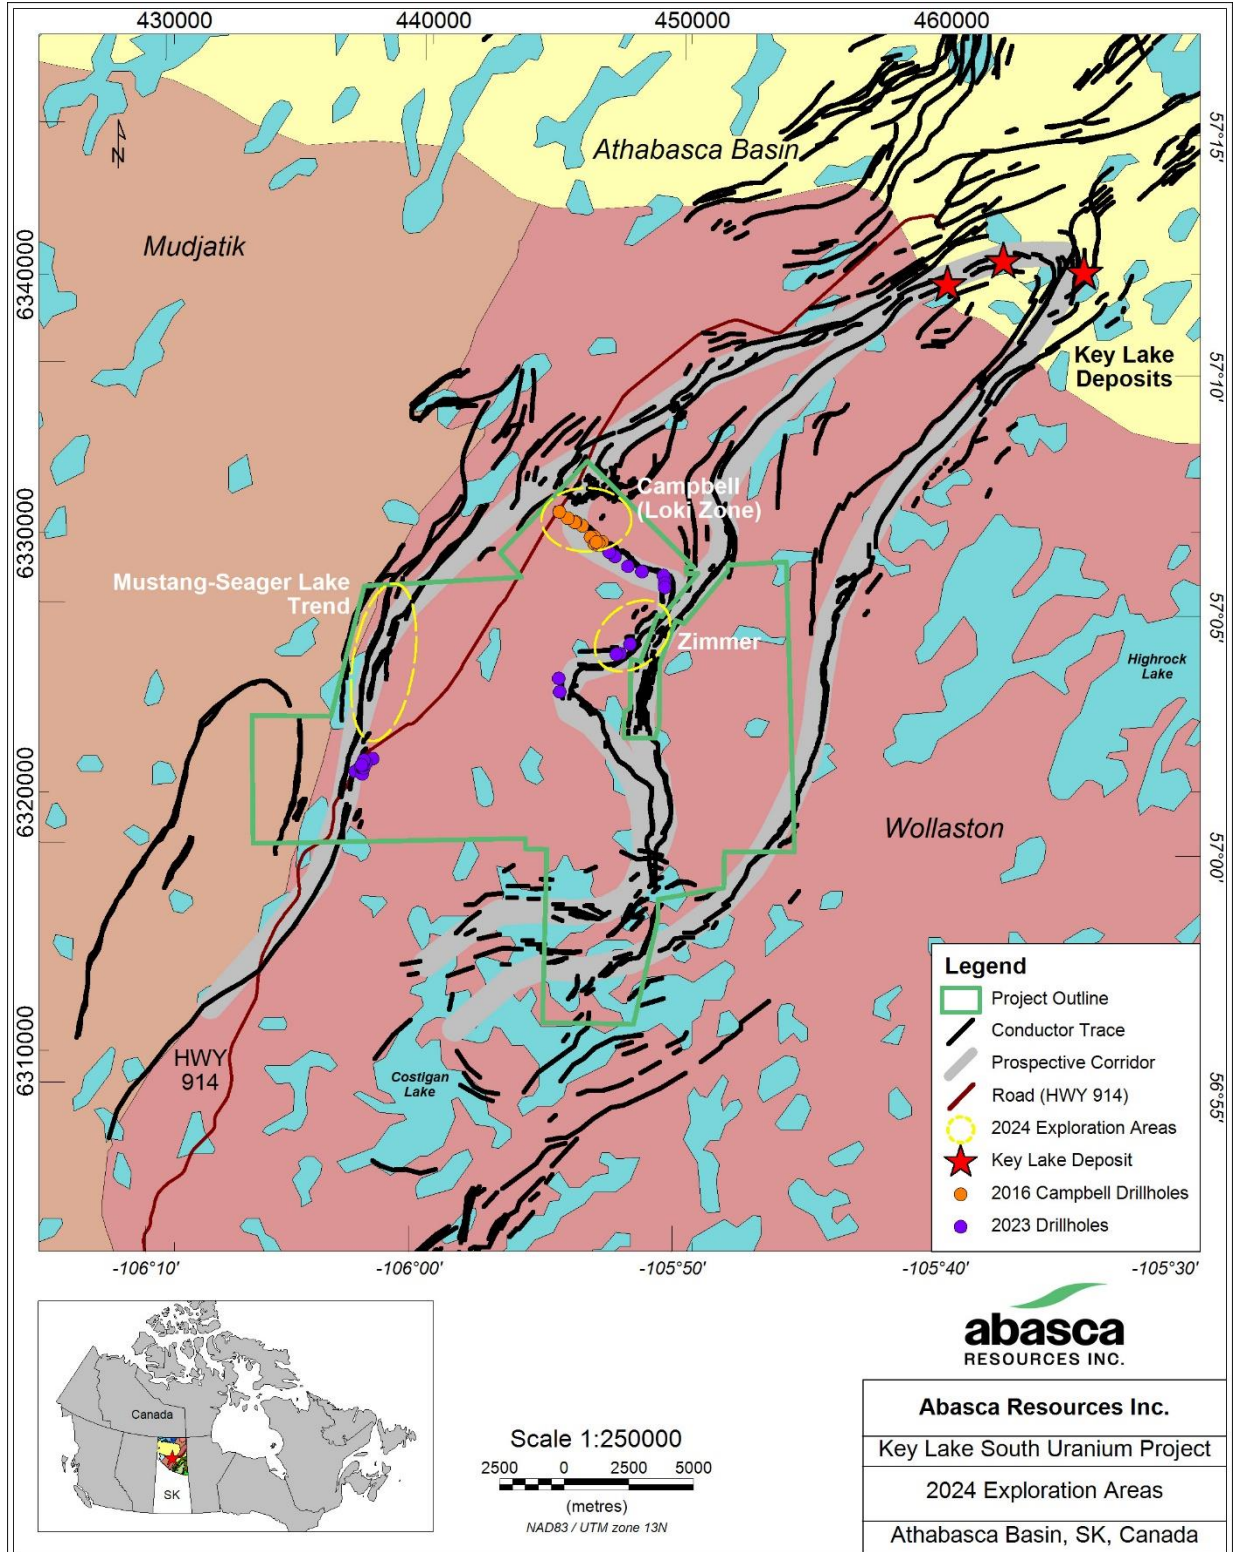 430000
440000
450000
460000
57°15'
Athabasca Basin
Mudjatik
6340000
Key Lake
Deposits
57°10'
Campbell
(Loki Zone)
6330000
Mustang-Seager Lake
Trend
57°05'
Zimmer
Highrock
Lake
6320000
Wollaston
57°00'
Legend
Project Outline
Conductor Trace
Prospective Corridor
Road (HWY 914)
2024 Exploration Areas
Key Lake Deposit
2016 Campbell Drillholes
2023 Drillholes
6310000
HWY
914
Costigan
Lake
56°55'
N
-106°10'
-106°00'
-105°50'
-105°40'
-105°30'
Canada
SK
Scale 1:250000
2500 0 2500 5000
(metres)
NAD83 / UTM zone 13N
abasca
RESOURCES INC.
Abasca Resources Inc.
Key Lake South Uranium Project
2024 Exploration Areas
Athabasca Basin, SK, Canada